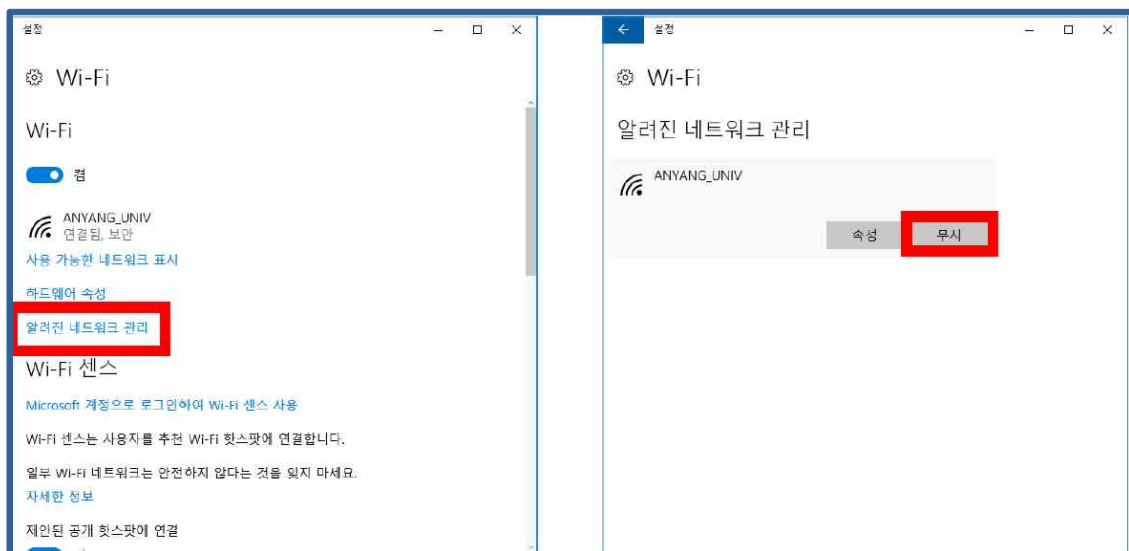 설정
Wi-Fi
Wi-Fi
켬
ANYANG_UNIV
연결됨, 보안
사용 가능한 네트워크 표시
하드웨어 속성
알려진 네트워크 관리
Wi-Fi 센스
Microsoft 계정으로 로그인하여 Wi-Fi 센스 사용
Wi-Fi 센스는 사용자를 추천 Wi-Fi 핫스팟에 연결합니다.
일부 Wi-Fi 네트워크는 안전하지 않다는 것을 잊지 마세요.
자세한 정보
제안된 공개 핫스팟에 연결
설정
Wi-Fi
알려진 네트워크 관리
ANYANG_UNIV
속성 무시